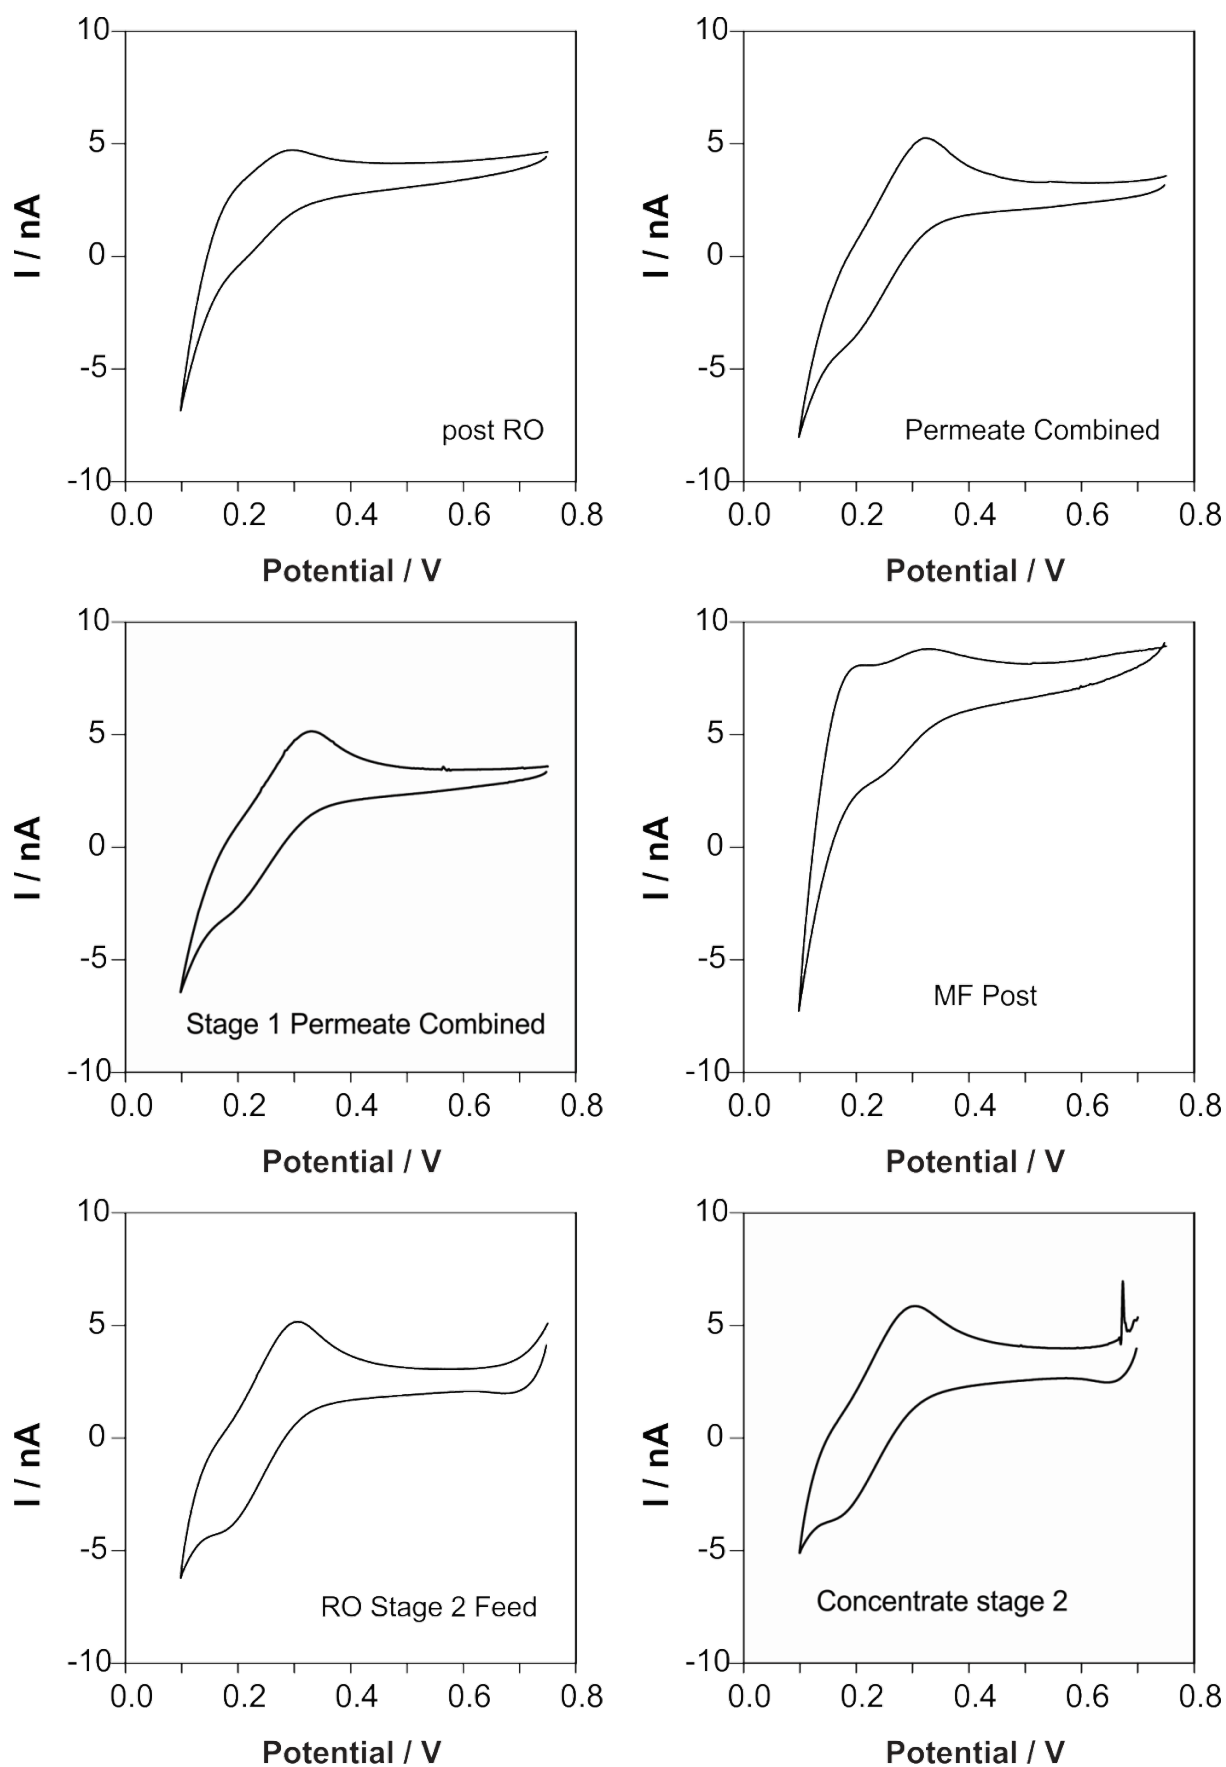 10
5
0
-5
-10
I / nA
post RO
0.0 0.2 0.4 0.6 0.8
Potential / V
10
5
0
-5
-10
I / nA
Permeate Combined
0.0 0.2 0.4 0.6 0.8
Potential / V
10
5
0
-5
-10
I / nA
Stage 1 Permeate Combined
0.0 0.2 0.4 0.6 0.8
Potential / V
10
5
0
-5
-10
I / nA
MF Post
0.0 0.2 0.4 0.6 0.8
Potential / V
10
5
0
-5
-10
I / nA
RO Stage 2 Feed
0.0 0.2 0.4 0.6 0.8
Potential / V
10
5
0
-5
-10
I / nA
Concentrate stage 2
0.0 0.2 0.4 0.6 0.8
Potential / V